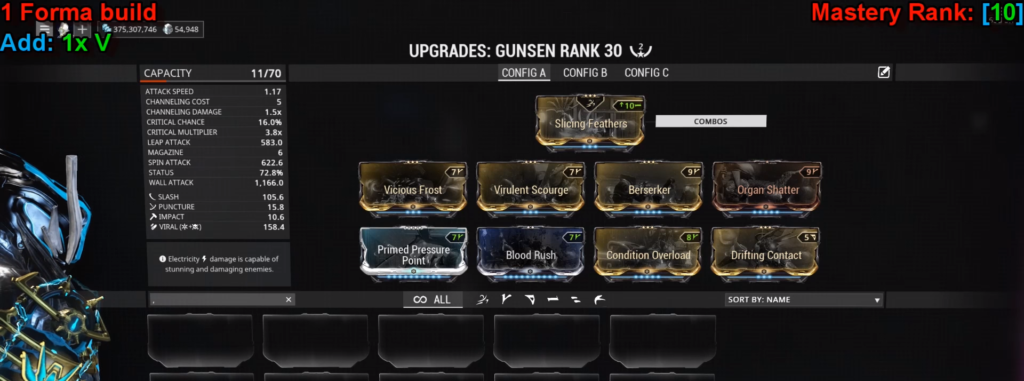 1 Forma build
Mastery Rank: [10]
375,307,746 54,948
Add: 1x V
UPGRADES: GUNSEN RANK 30 2
CAPACITY 11/70
CONFIG A CONFIG B CONFIG C
ATTACK SPEED 1.17
CHANNELING COST 5
CHANNELING DAMAGE 1.5x
CRITICAL CHANCE 16.0%
CRITICAL MULTIPLIER 3.8x
LEAP ATTACK 583.0
MAGAZINE 6
SPIN ATTACK 622.6
STATUS 72.8%
WALL ATTACK 1,166.0
SLASH 105.6
PUNCTURE 15.8
IMPACT 10.6
VIRAL ( + ) 158.4
Electricity damage is capable of
stunning and damaging enemies.
10
Slicing Feathers
COMBOS
7 7 9 9
Vicious Frost Virulent Scourge Berserker Organ Shatter
7 7 8 5
Primed Pressure
Point
Blood Rush Condition Overload Drifting Contact
, ×
ALL
SORT BY: NAME